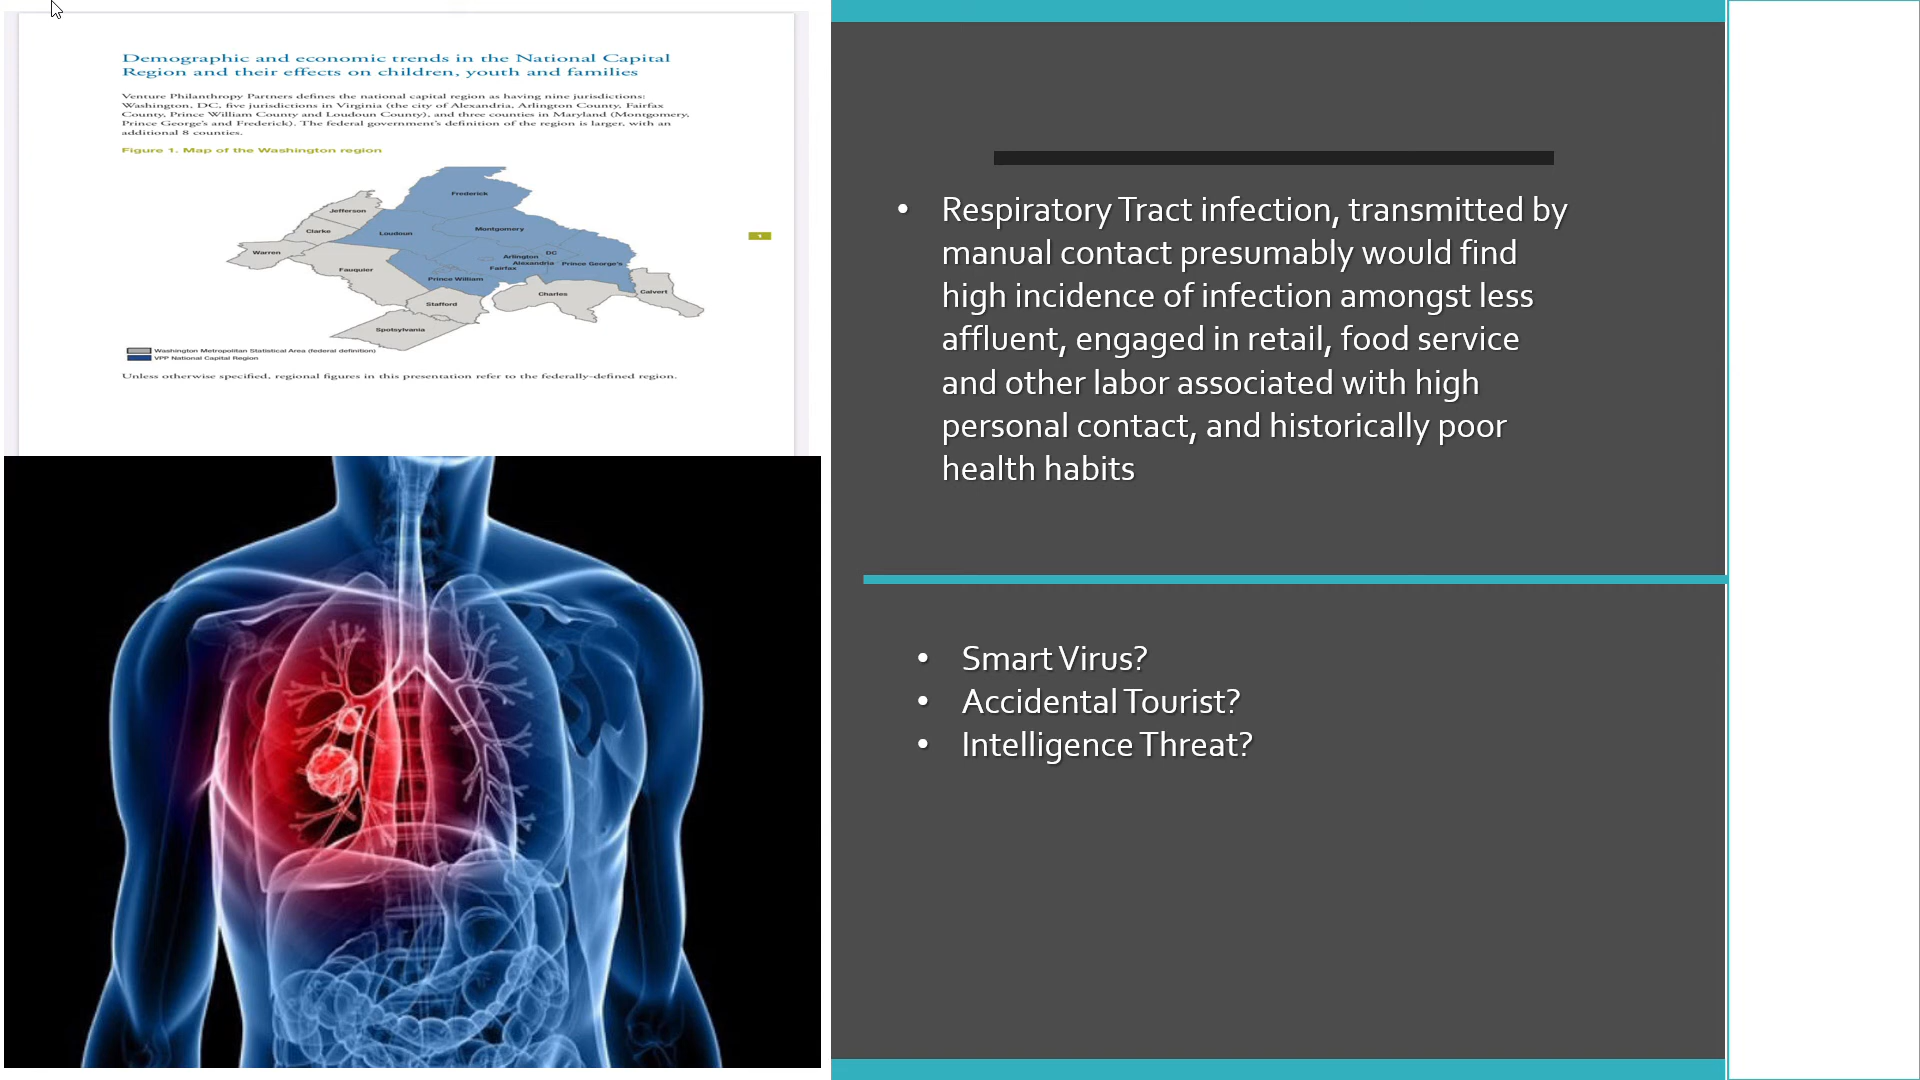 Demographic and economic trends in the National Capital
Region and their effects on children, youth and families
Venture Philanthropy Partners defines the national capital region as having nine jurisdictions:
Washington, DC, five jurisdictions in Virginia (the city of Alexandria, Arlington County, Fairfax
County, Prince William County and Loudoun County), and three counties in Maryland (Montgomery,
Prince George's and Frederick). The federal government's definition of the region is larger, with an
additional 8 counties.
Figure 1. Map of the Washington region
Frederick
Jefferson
Clarke
Loudoun
Montgomery
Warren
Arlington
DC
Alexandria
Prince George's
Fauquier
Fairfax
Prince William
Stafford
Charles
Calvert
Spotsylvania
Washington Metropolitan Statistical Area (federal definition)
VPP National Capital Region
Unless otherwise specified, regional figures in this presentation refer to the federally-defined region.
• Respiratory Tract infection, transmitted by
manual contact presumably would find
high incidence of infection amongst less
affluent, engaged in retail, food service
and other labor associated with high
personal contact, and historically poor
health habits
• Smart Virus?
• Accidental Tourist?
• Intelligence Threat?